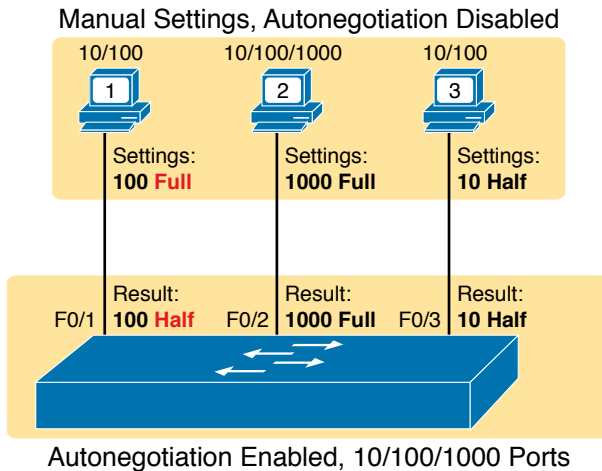 Manual Settings, Autonegotiation Disabled
10/100
10/100/1000
10/100
1
2
3
Settings:
100 Full
Settings:
1000 Full
Settings:
10 Half
F0/1
Result:
100 Half
F0/2
Result:
1000 Full
F0/3
Result:
10 Half
Autonegotiation Enabled, 10/100/1000 Ports